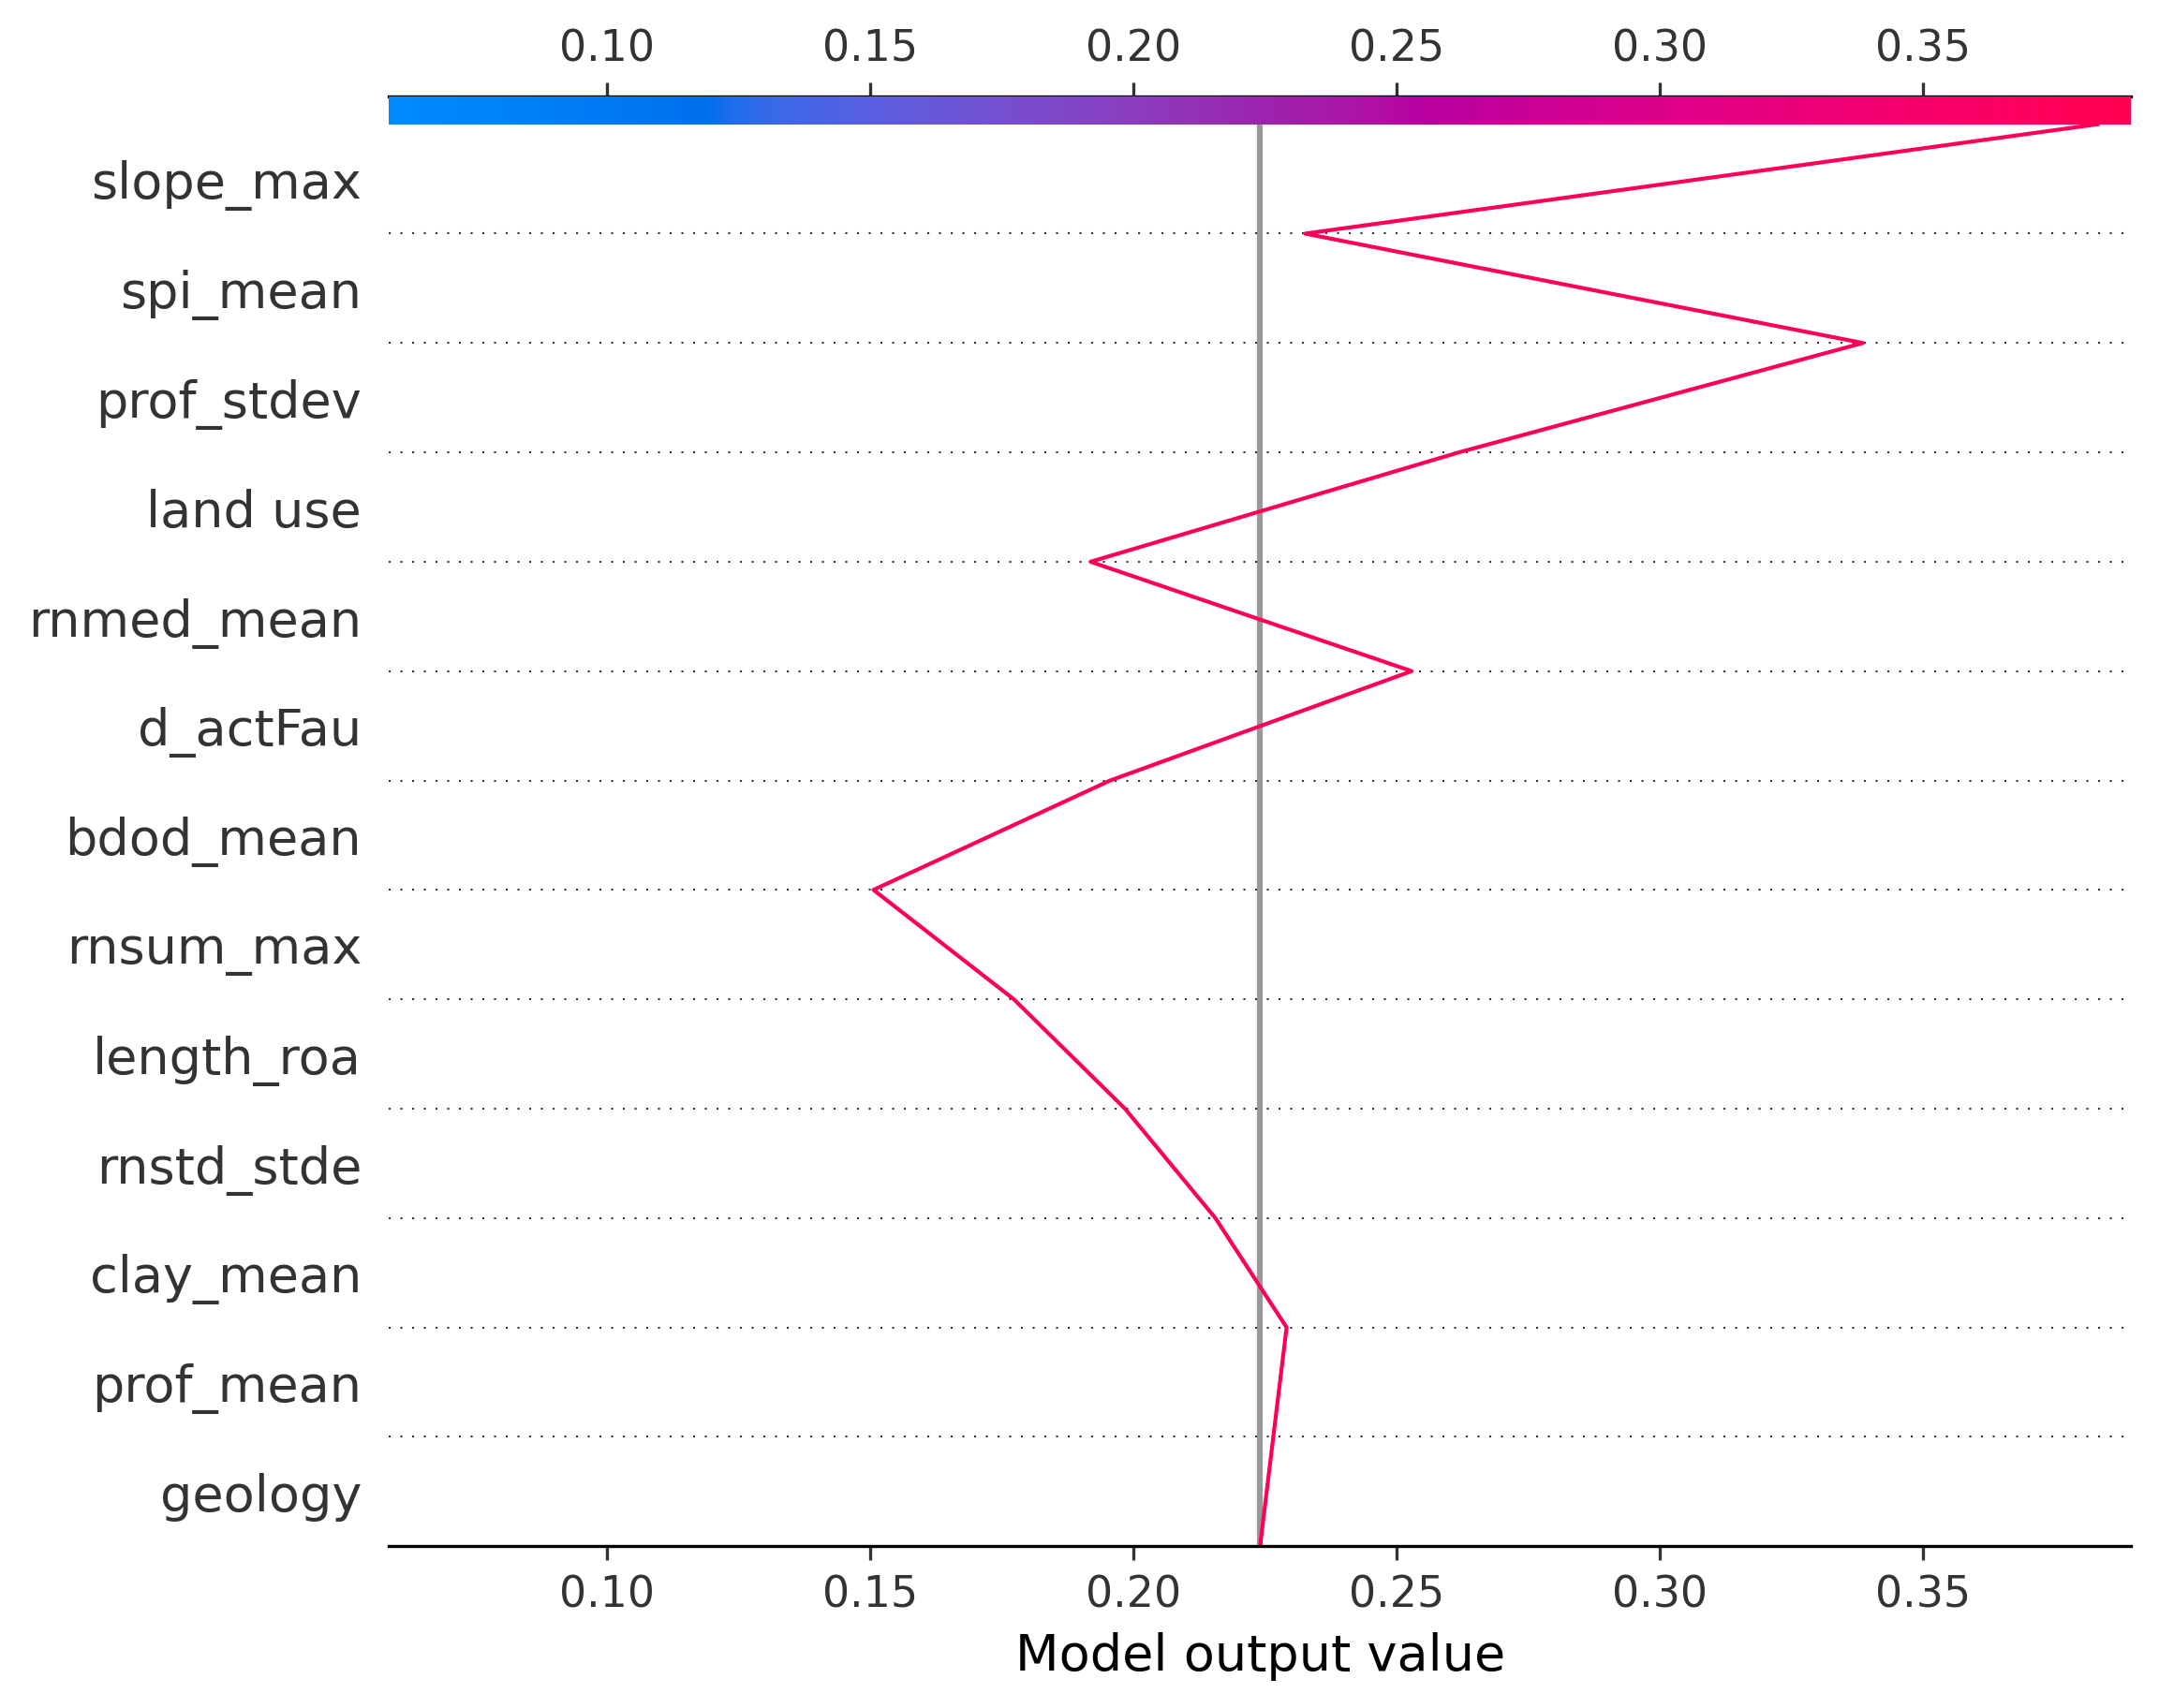 0.10 0.15 0.20 0.25 0.30 0.35
slope_max
spi_mean
prof_stdev
land use
rnmed_mean
d_actFau
bdod_mean
rnsum_max
length_roa
rnstd_stde
clay_mean
prof_mean
geology
0.10 0.15 0.20 0.25 0.30 0.35
Model output value